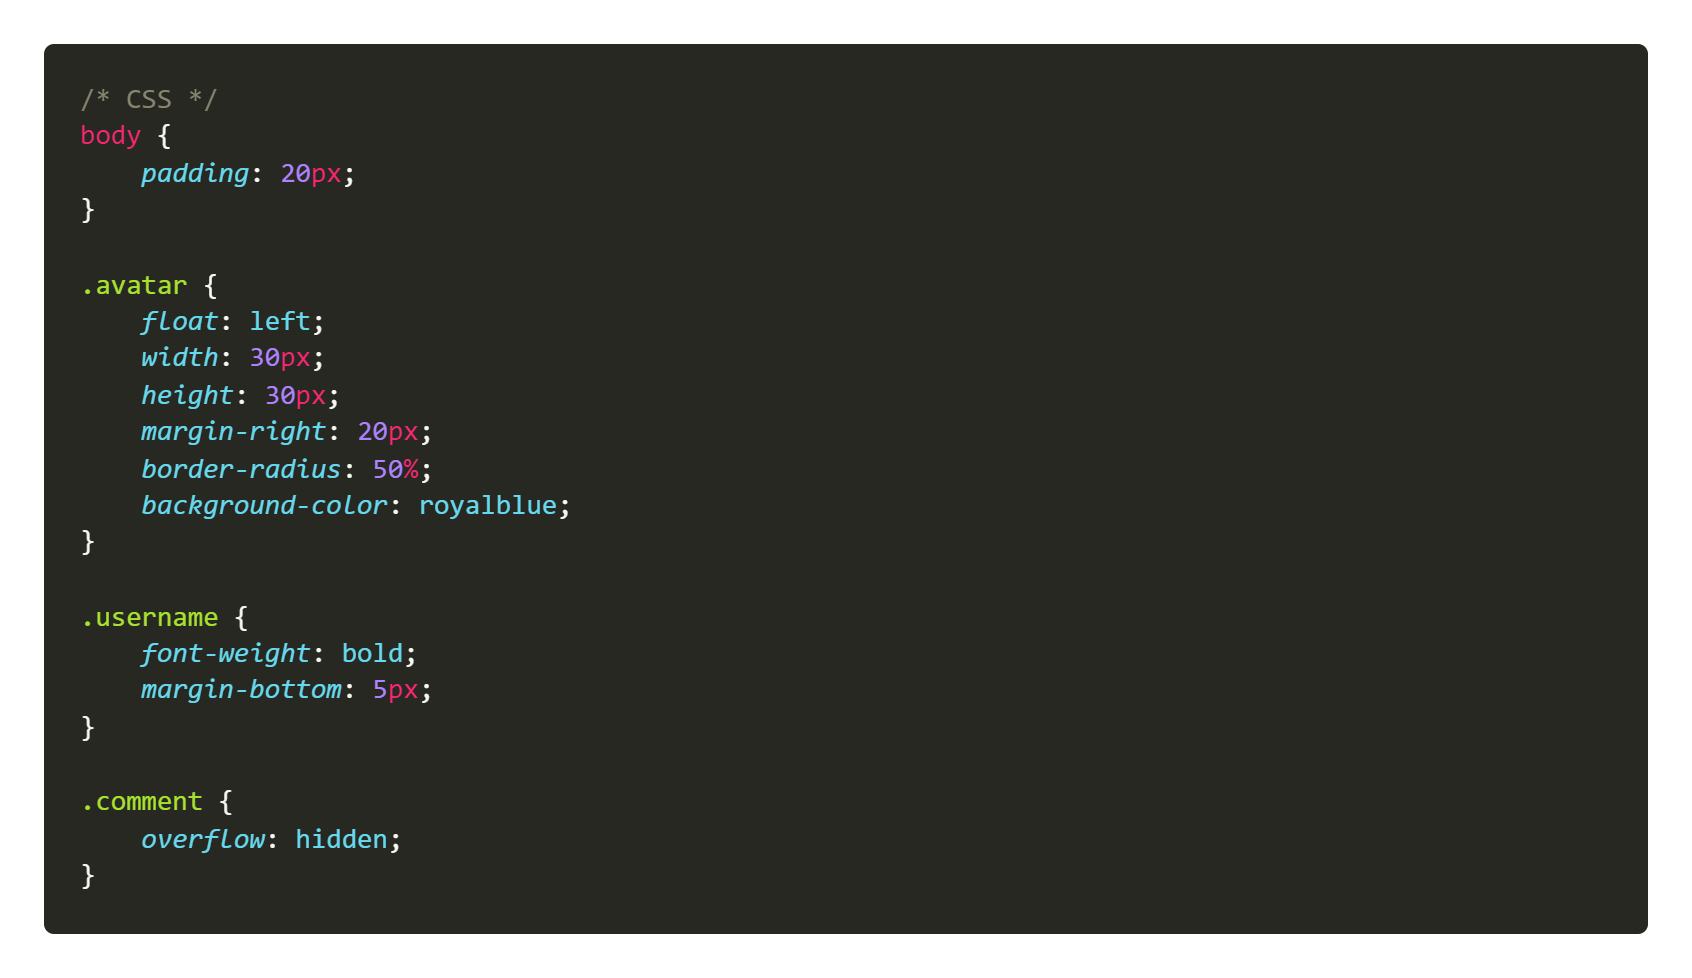 /* CSS */
body {
    padding: 20px;
}

.avatar {
    float: left;
    width: 30px;
    height: 30px;
    margin-right: 20px;
    border-radius: 50%;
    background-color: royalblue;
}

.username {
    font-weight: bold;
    margin-bottom: 5px;
}

.comment {
    overflow: hidden;
}